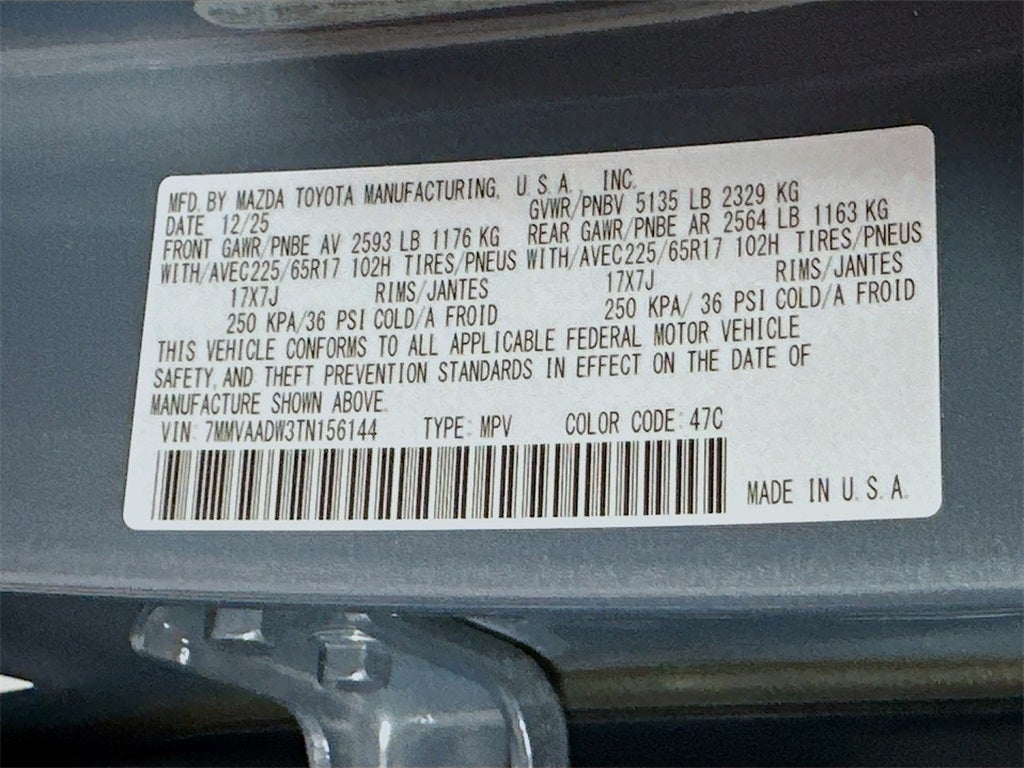 MFD. BY MAZDA TOYOTA MANUFACTURING, U.S.A., INC.
DATE 12/25 GVWR/PNBV 5135 LB 2329 KG
FRONT GAWR/PNBE AV 2593 LB 1176 KG REAR GAWR/PNBE AR 2564 LB 1163 KG
WITH/AVEC225/65R17 102H TIRES/PNEUS WITH/AVEC225/65R17 102H TIRES/PNEUS
17X7J RIMS/JANTES 17X7J RIMS/JANTES
250 KPA/36 PSI COLD/A FROID 250 KPA/ 36 PSI COLD/A FROID
THIS VEHICLE CONFORMS TO ALL APPLICABLE FEDERAL MOTOR VEHICLE
SAFETY, AND THEFT PREVENTION STANDARDS IN EFFECT ON THE DATE OF
MANUFACTURE SHOWN ABOVE.
VIN: 7MMVAADW3TN156144 TYPE: MPV COLOR CODE: 47C
MADE IN U.S.A.